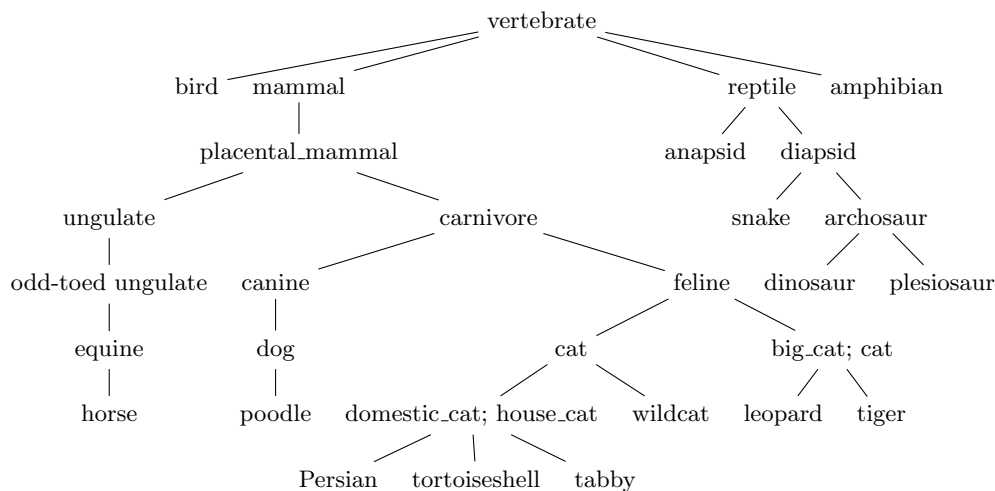 vertebrate
bird mammal reptile amphibian
placental_mammal anapsid diapsid
ungulate carnivore snake archosaur
odd-toed ungulate canine feline dinosaur plesiosaur
equine dog cat big_cat; cat
horse poodle domestic_cat; house_cat wildcat leopard tiger
Persian tortoiseshell tabby